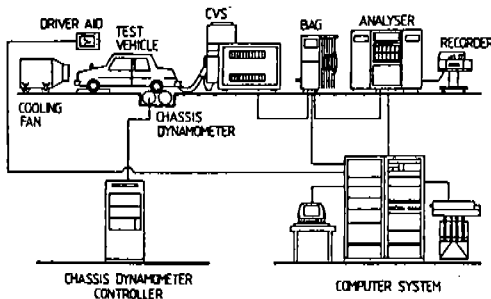 DRIVER AID
TEST
VEHICLE
CVS
BAG
ANALYSER
RECORDER
COOLING
FAN
CHASSIS
DYNAMOMETER
CHASSIS DYNAMOMETER
CONTROLLER
COMPUTER SYSTEM